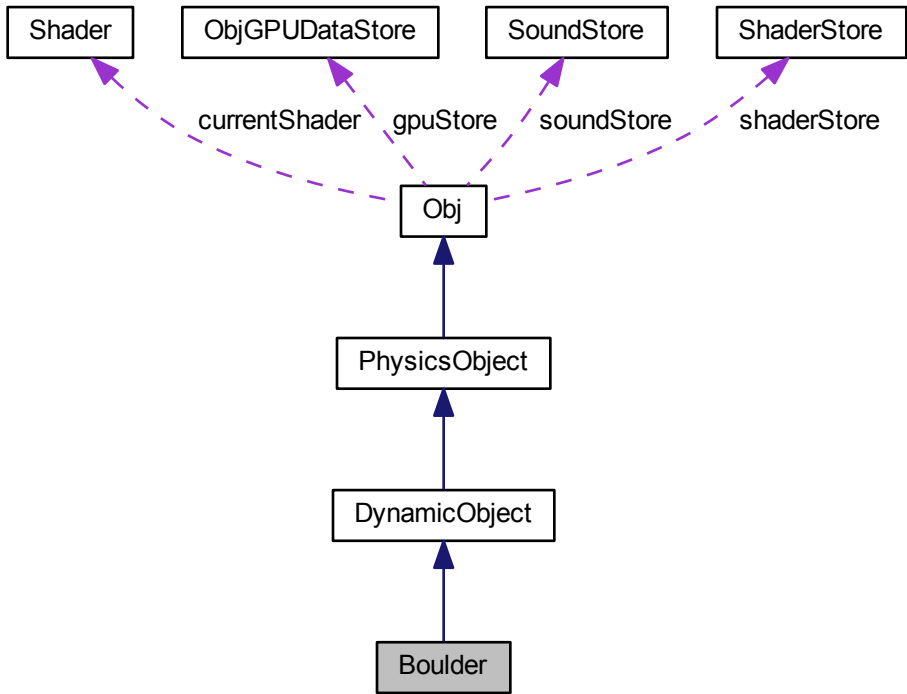 Shader
ObjGPUDataStore
SoundStore
ShaderStore
currentShader
gpuStore
soundStore
shaderStore
Obj
PhysicsObject
DynamicObject
Boulder